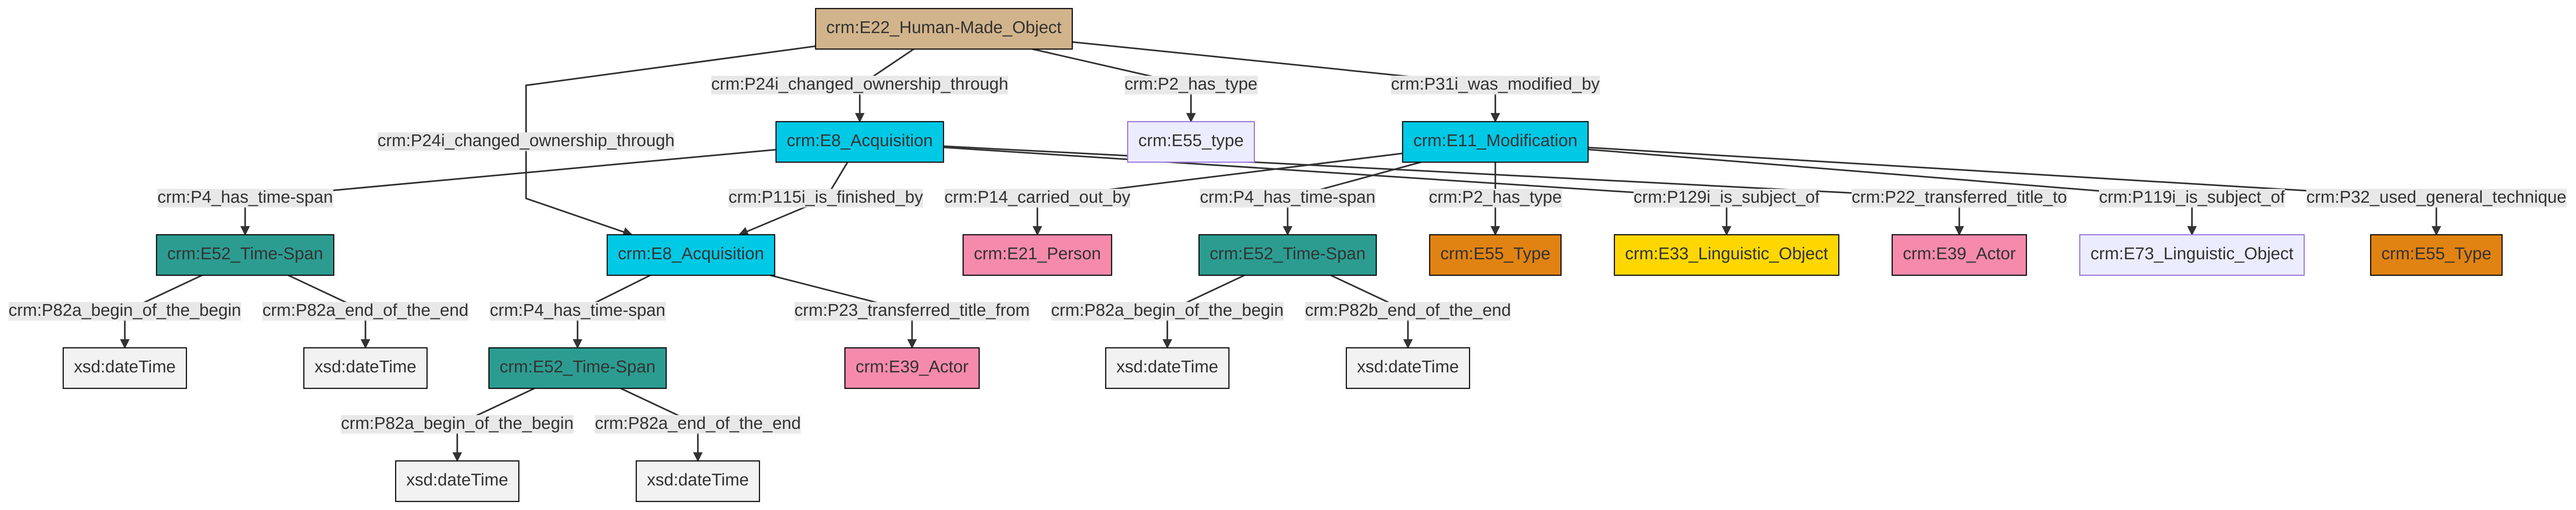 crm:E22_Human-Made_Object
crm:P24i_changed_ownership_through
crm:P2_has_type
crm:P31i_was_modified_by
crm:P24i_changed_ownership_through
crm:E8_Acquisition
crm:E55_type
crm:E11_Modification
crm:P4_has_time-span
crm:P115i_is_finished_by
crm:P14_carried_out_by
crm:P4_has_time-span
crm:P2_has_type
crm:P129i_is_subject_of
crm:P22_transferred_title_to
crm:P119i_is_subject_of
crm:P32_used_general_technique
crm:E52_Time-Span
crm:E8_Acquisition
crm:E21_Person
crm:E52_Time-Span
crm:E55_Type
crm:E33_Linguistic_Object
crm:E39_Actor
crm:E73_Linguistic_Object
crm:E55_Type
crm:P82a_begin_of_the_begin
crm:P82a_end_of_the_end
crm:P4_has_time-span
crm:P23_transferred_title_from
crm:P82a_begin_of_the_begin
crm:P82b_end_of_the_end
xsd:dateTime
xsd:dateTime
crm:E52_Time-Span
crm:E39_Actor
xsd:dateTime
xsd:dateTime
crm:P82a_begin_of_the_begin
crm:P82a_end_of_the_end
xsd:dateTime
xsd:dateTime